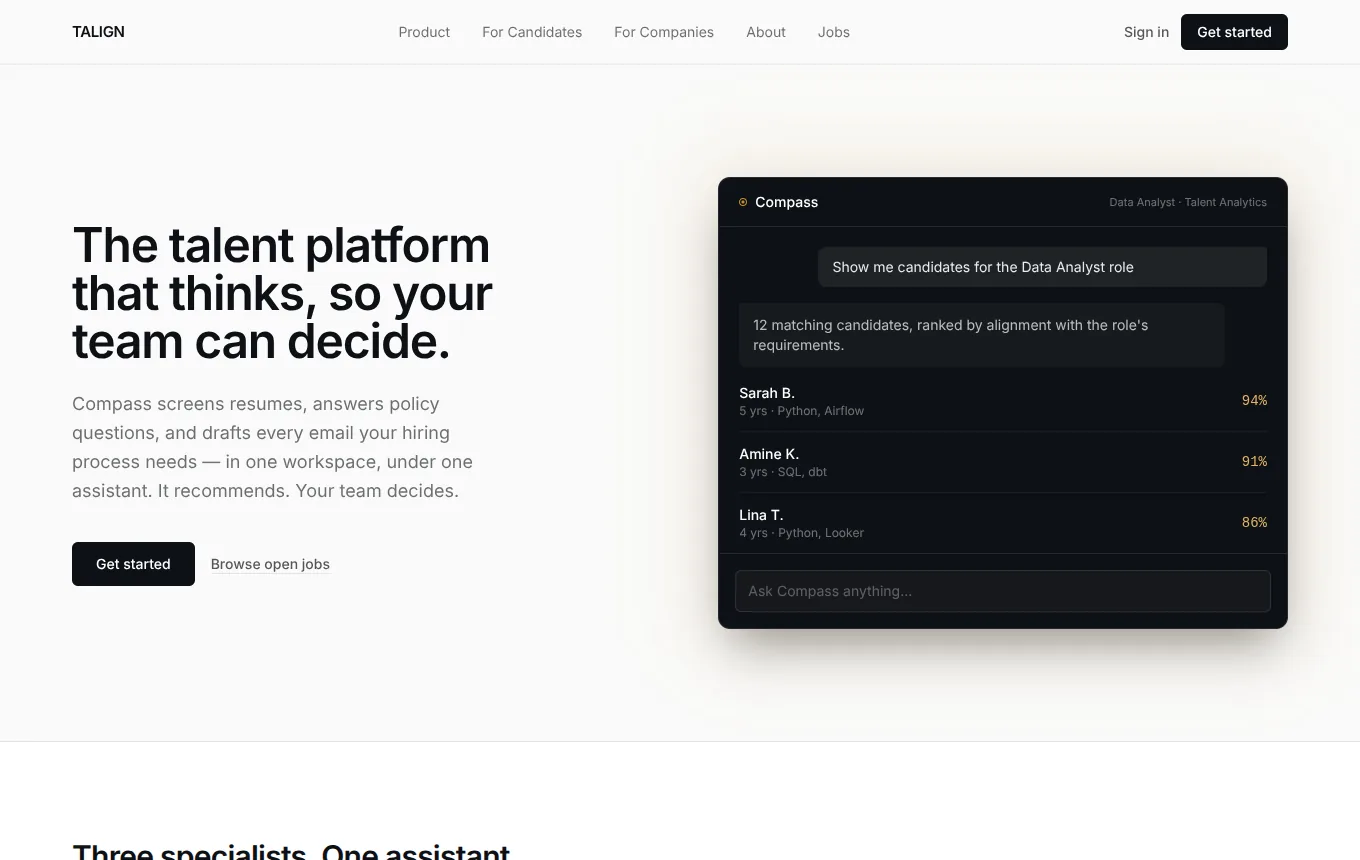 TALIGN
Product
For Candidates
For Companies
About
Jobs
Sign in
Get started
The talent platform
that thinks, so your
team can decide.
Compass screens resumes, answers policy
questions, and drafts every email your hiring
process needs — in one workspace, under one
assistant. It recommends. Your team decides.
Get started
Browse open jobs
Compass
Data Analyst · Talent Analytics
Show me candidates for the Data Analyst role
12 matching candidates, ranked by alignment with the role's
requirements.
Sarah B.
5 yrs · Python, Airflow
94%
Amine K.
3 yrs · SQL, dbt
91%
Lina T.
4 yrs · Python, Looker
86%
Ask Compass anything...
Three specialists. One assistant